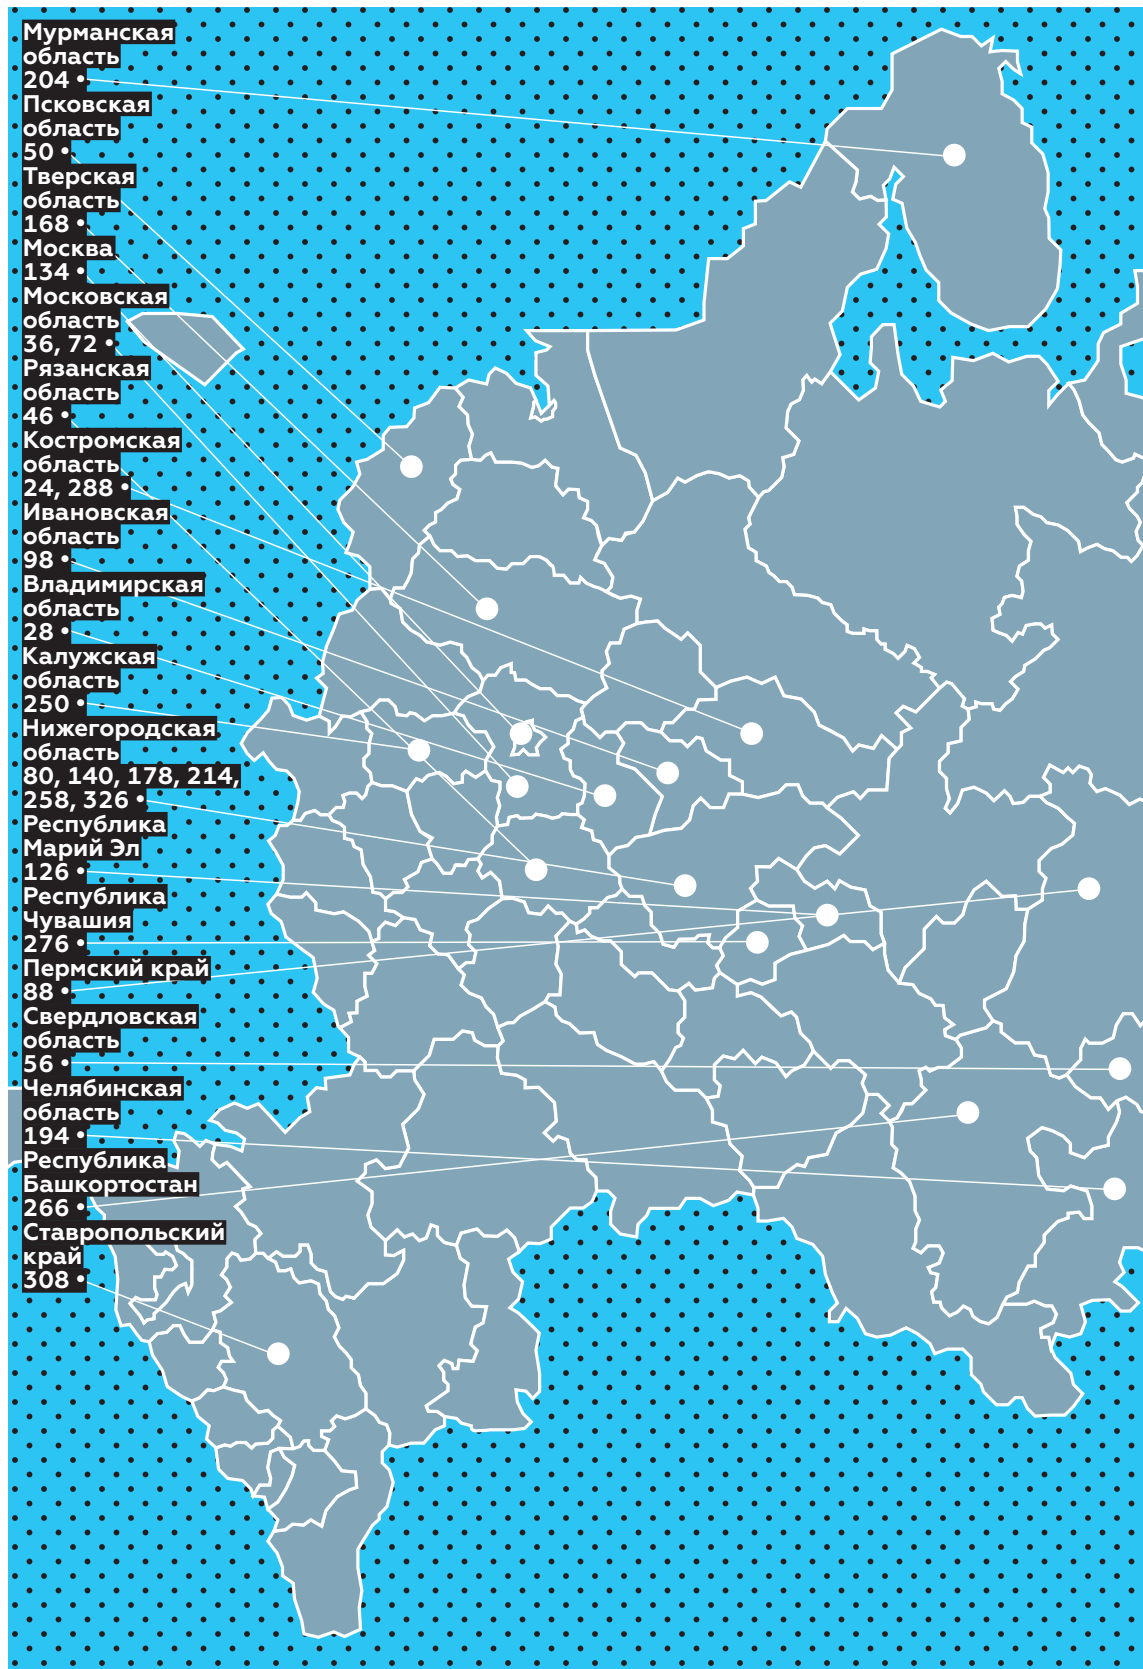 Мурманская
область
204 •
Псковская
область
50 •
Тверская
область
168 •
Москва
134 •
Московская
область
36, 72 •
Рязанская
область
46 •
Костромская
область
24, 288 •
Ивановская
область
98 •
Владимирская
область
28 •
Калужская
область
250 •
Нижегородская
область
80, 140, 178, 214,
258, 326 •
Республика
Марий Эл
126 •
Республика
Чувашия
276 •
Пермский край
88 •
Свердловская
область
56 •
Челябинская
область
194 •
Республика
Башкортостан
266 •
Ставропольский
край
308 •